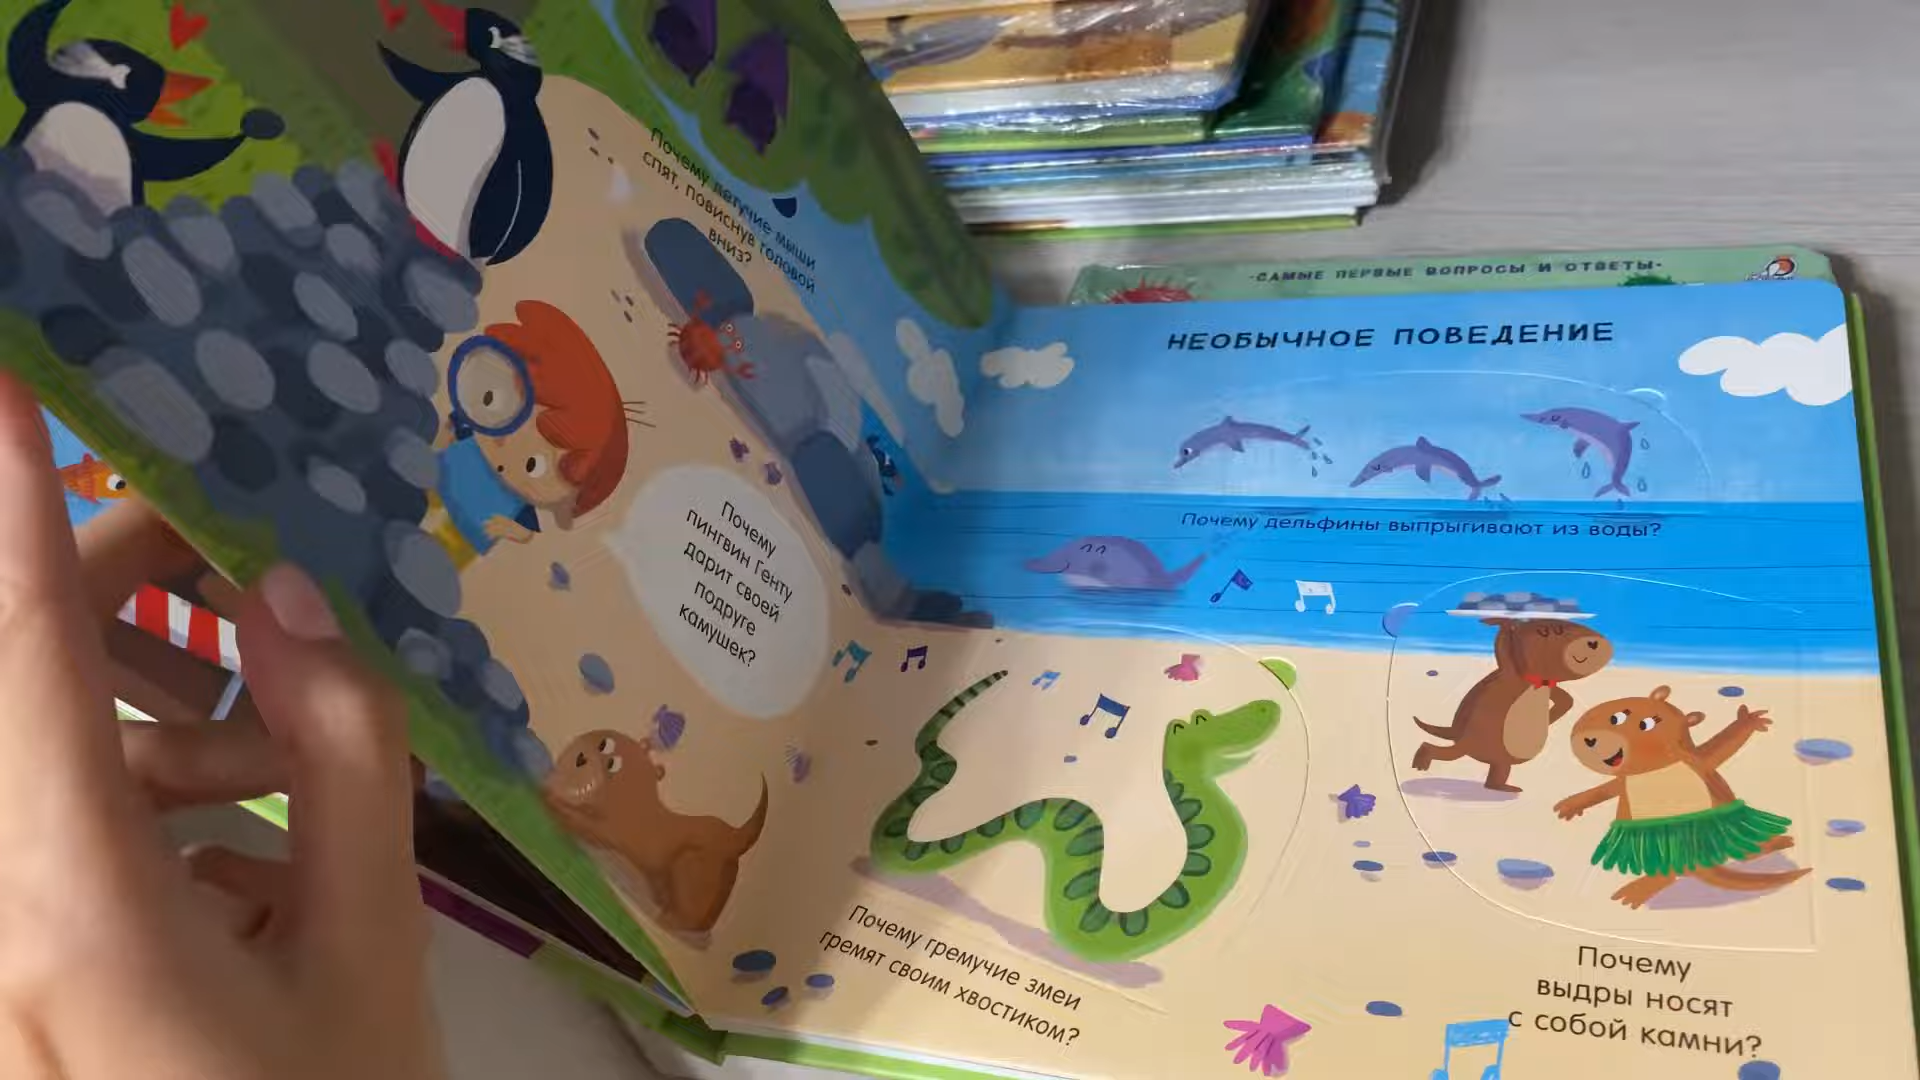 Почему летучие мыши
спят, повиснув головой
вниз?
Почему
пингвин Генту
дарит своей
подруге
камушек?
·САМЫЕ ПЕРВЫЕ ВОПРОСЫ И ОТВЕТЫ·
НЕОБЫЧНОЕ ПОВЕДЕНИЕ
Почему дельфины выпрыгивают из воды?
Почему гремучие змеи
гремят своим хвостиком?
Почему
выдры носят
с собой камни?